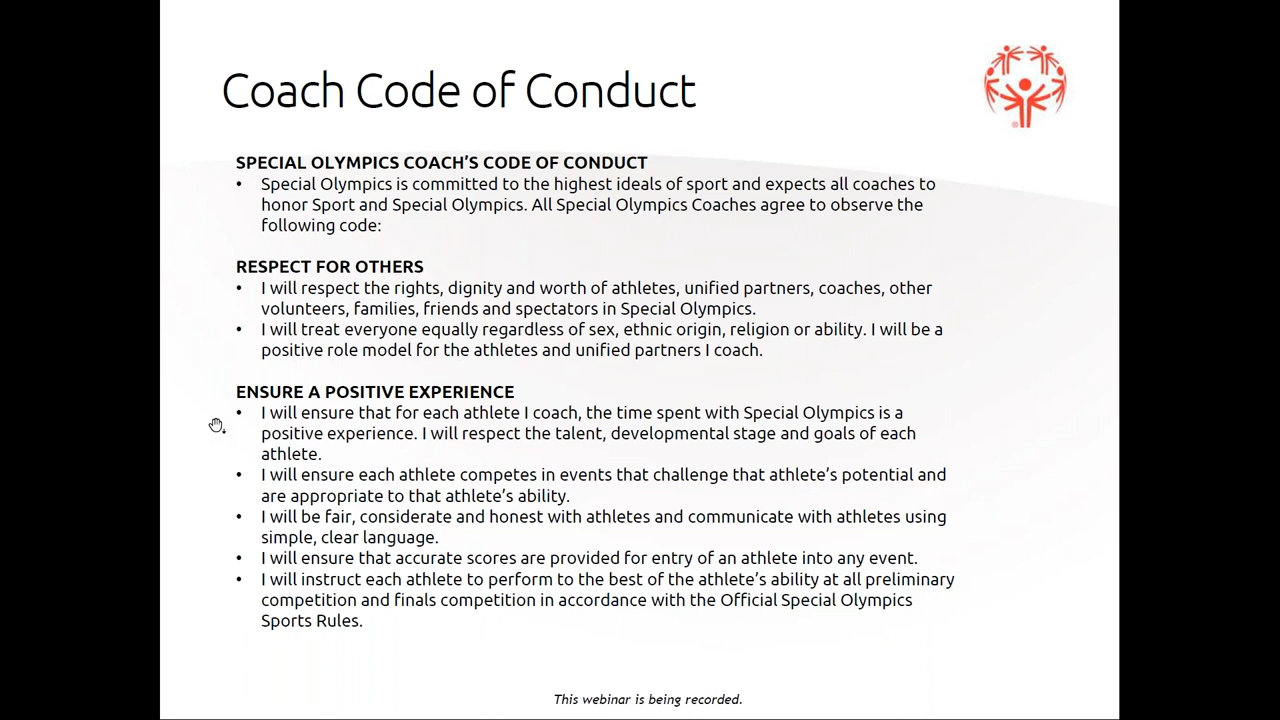 Coach Code of Conduct
SPECIAL OLYMPICS COACH’S CODE OF CONDUCT
• Special Olympics is committed to the highest ideals of sport and expects all coaches to
honor Sport and Special Olympics. All Special Olympics Coaches agree to observe the
following code:
RESPECT FOR OTHERS
• I will respect the rights, dignity and worth of athletes, unified partners, coaches, other
volunteers, families, friends and spectators in Special Olympics.
• I will treat everyone equally regardless of sex, ethnic origin, religion or ability. I will be a
positive role model for the athletes and unified partners I coach.
ENSURE A POSITIVE EXPERIENCE
• I will ensure that for each athlete I coach, the time spent with Special Olympics is a
positive experience. I will respect the talent, developmental stage and goals of each
athlete.
• I will ensure each athlete competes in events that challenge that athlete’s potential and
are appropriate to that athlete’s ability.
• I will be fair, considerate and honest with athletes and communicate with athletes using
simple, clear language.
• I will ensure that accurate scores are provided for entry of an athlete into any event.
• I will instruct each athlete to perform to the best of the athlete’s ability at all preliminary
competition and finals competition in accordance with the Official Special Olympics
Sports Rules.
This webinar is being recorded.